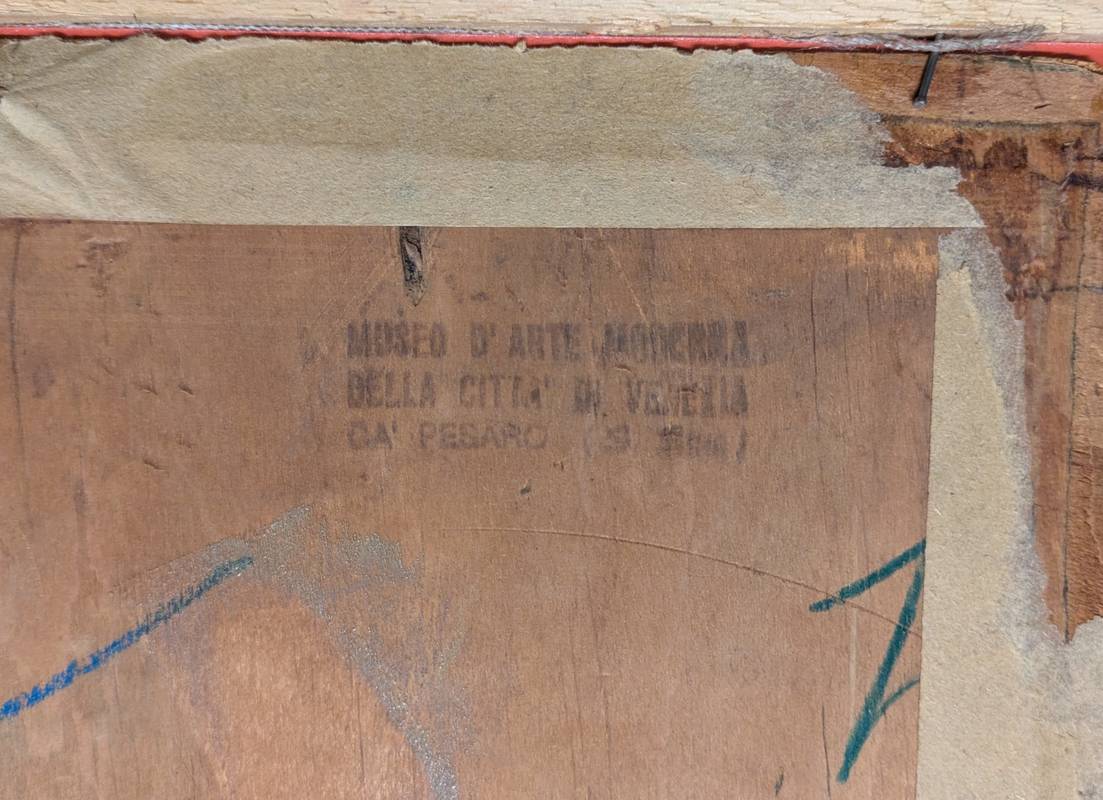 MUSEO D'ARTE MODERNA
DELLA CITTA' DI VENEZIA
CA' PESARO (S.